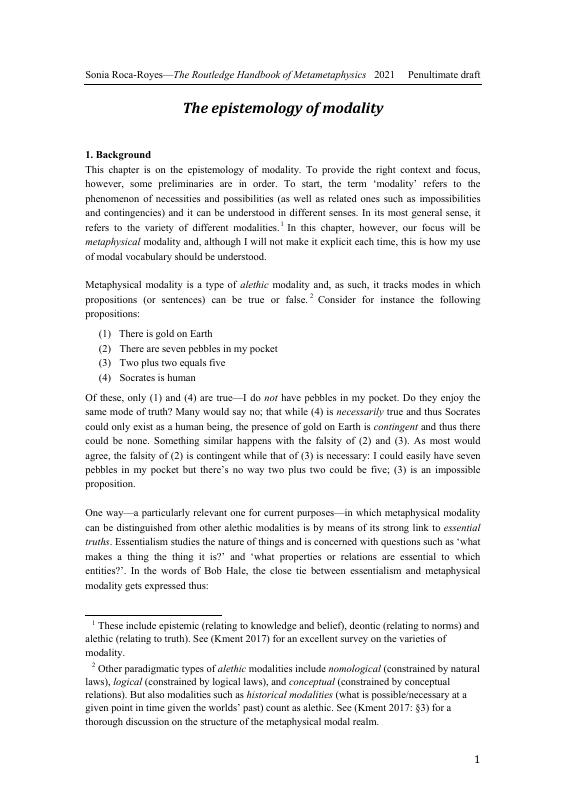 Sonia Roca-Royes—The Routledge Handbook of Metametaphysics 2021 Penultimate draft
The epistemology of modality
1. Background
This chapter is on the epistemology of modality. To provide the right context and focus,
however, some preliminaries are in order. To start, the term ‘modality’ refers to the
phenomenon of necessities and possibilities (as well as related ones such as impossibilities
and contingencies) and it can be understood in different senses. In its most general sense, it
refers to the variety of different modalities.1 In this chapter, however, our focus will be
metaphysical modality and, although I will not make it explicit each time, this is how my use
of modal vocabulary should be understood.
Metaphysical modality is a type of alethic modality and, as such, it tracks modes in which
propositions (or sentences) can be true or false.2 Consider for instance the following
propositions:
(1) There is gold on Earth
(2) There are seven pebbles in my pocket
(3) Two plus two equals five
(4) Socrates is human
Of these, only (1) and (4) are true—I do not have pebbles in my pocket. Do they enjoy the
same mode of truth? Many would say no; that while (4) is necessarily true and thus Socrates
could only exist as a human being, the presence of gold on Earth is contingent and thus there
could be none. Something similar happens with the falsity of (2) and (3). As most would
agree, the falsity of (2) is contingent while that of (3) is necessary: I could easily have seven
pebbles in my pocket but there’s no way two plus two could be five; (3) is an impossible
proposition.
One way—a particularly relevant one for current purposes—in which metaphysical modality
can be distinguished from other alethic modalities is by means of its strong link to essential
truths. Essentialism studies the nature of things and is concerned with questions such as ‘what
makes a thing the thing it is?’ and ‘what properties or relations are essential to which
entities?’. In the words of Bob Hale, the close tie between essentialism and metaphysical
modality gets expressed thus:
1 These include epistemic (relating to knowledge and belief), deontic (relating to norms) and
alethic (relating to truth). See (Kment 2017) for an excellent survey on the varieties of
modality.
2 Other paradigmatic types of alethic modalities include nomological (constrained by natural
laws), logical (constrained by logical laws), and conceptual (constrained by conceptual
relations). But also modalities such as historical modalities (what is possible/necessary at a
given point in time given the worlds’ past) count as alethic. See (Kment 2017: §3) for a
thorough discussion on the structure of the metaphysical modal realm.
1